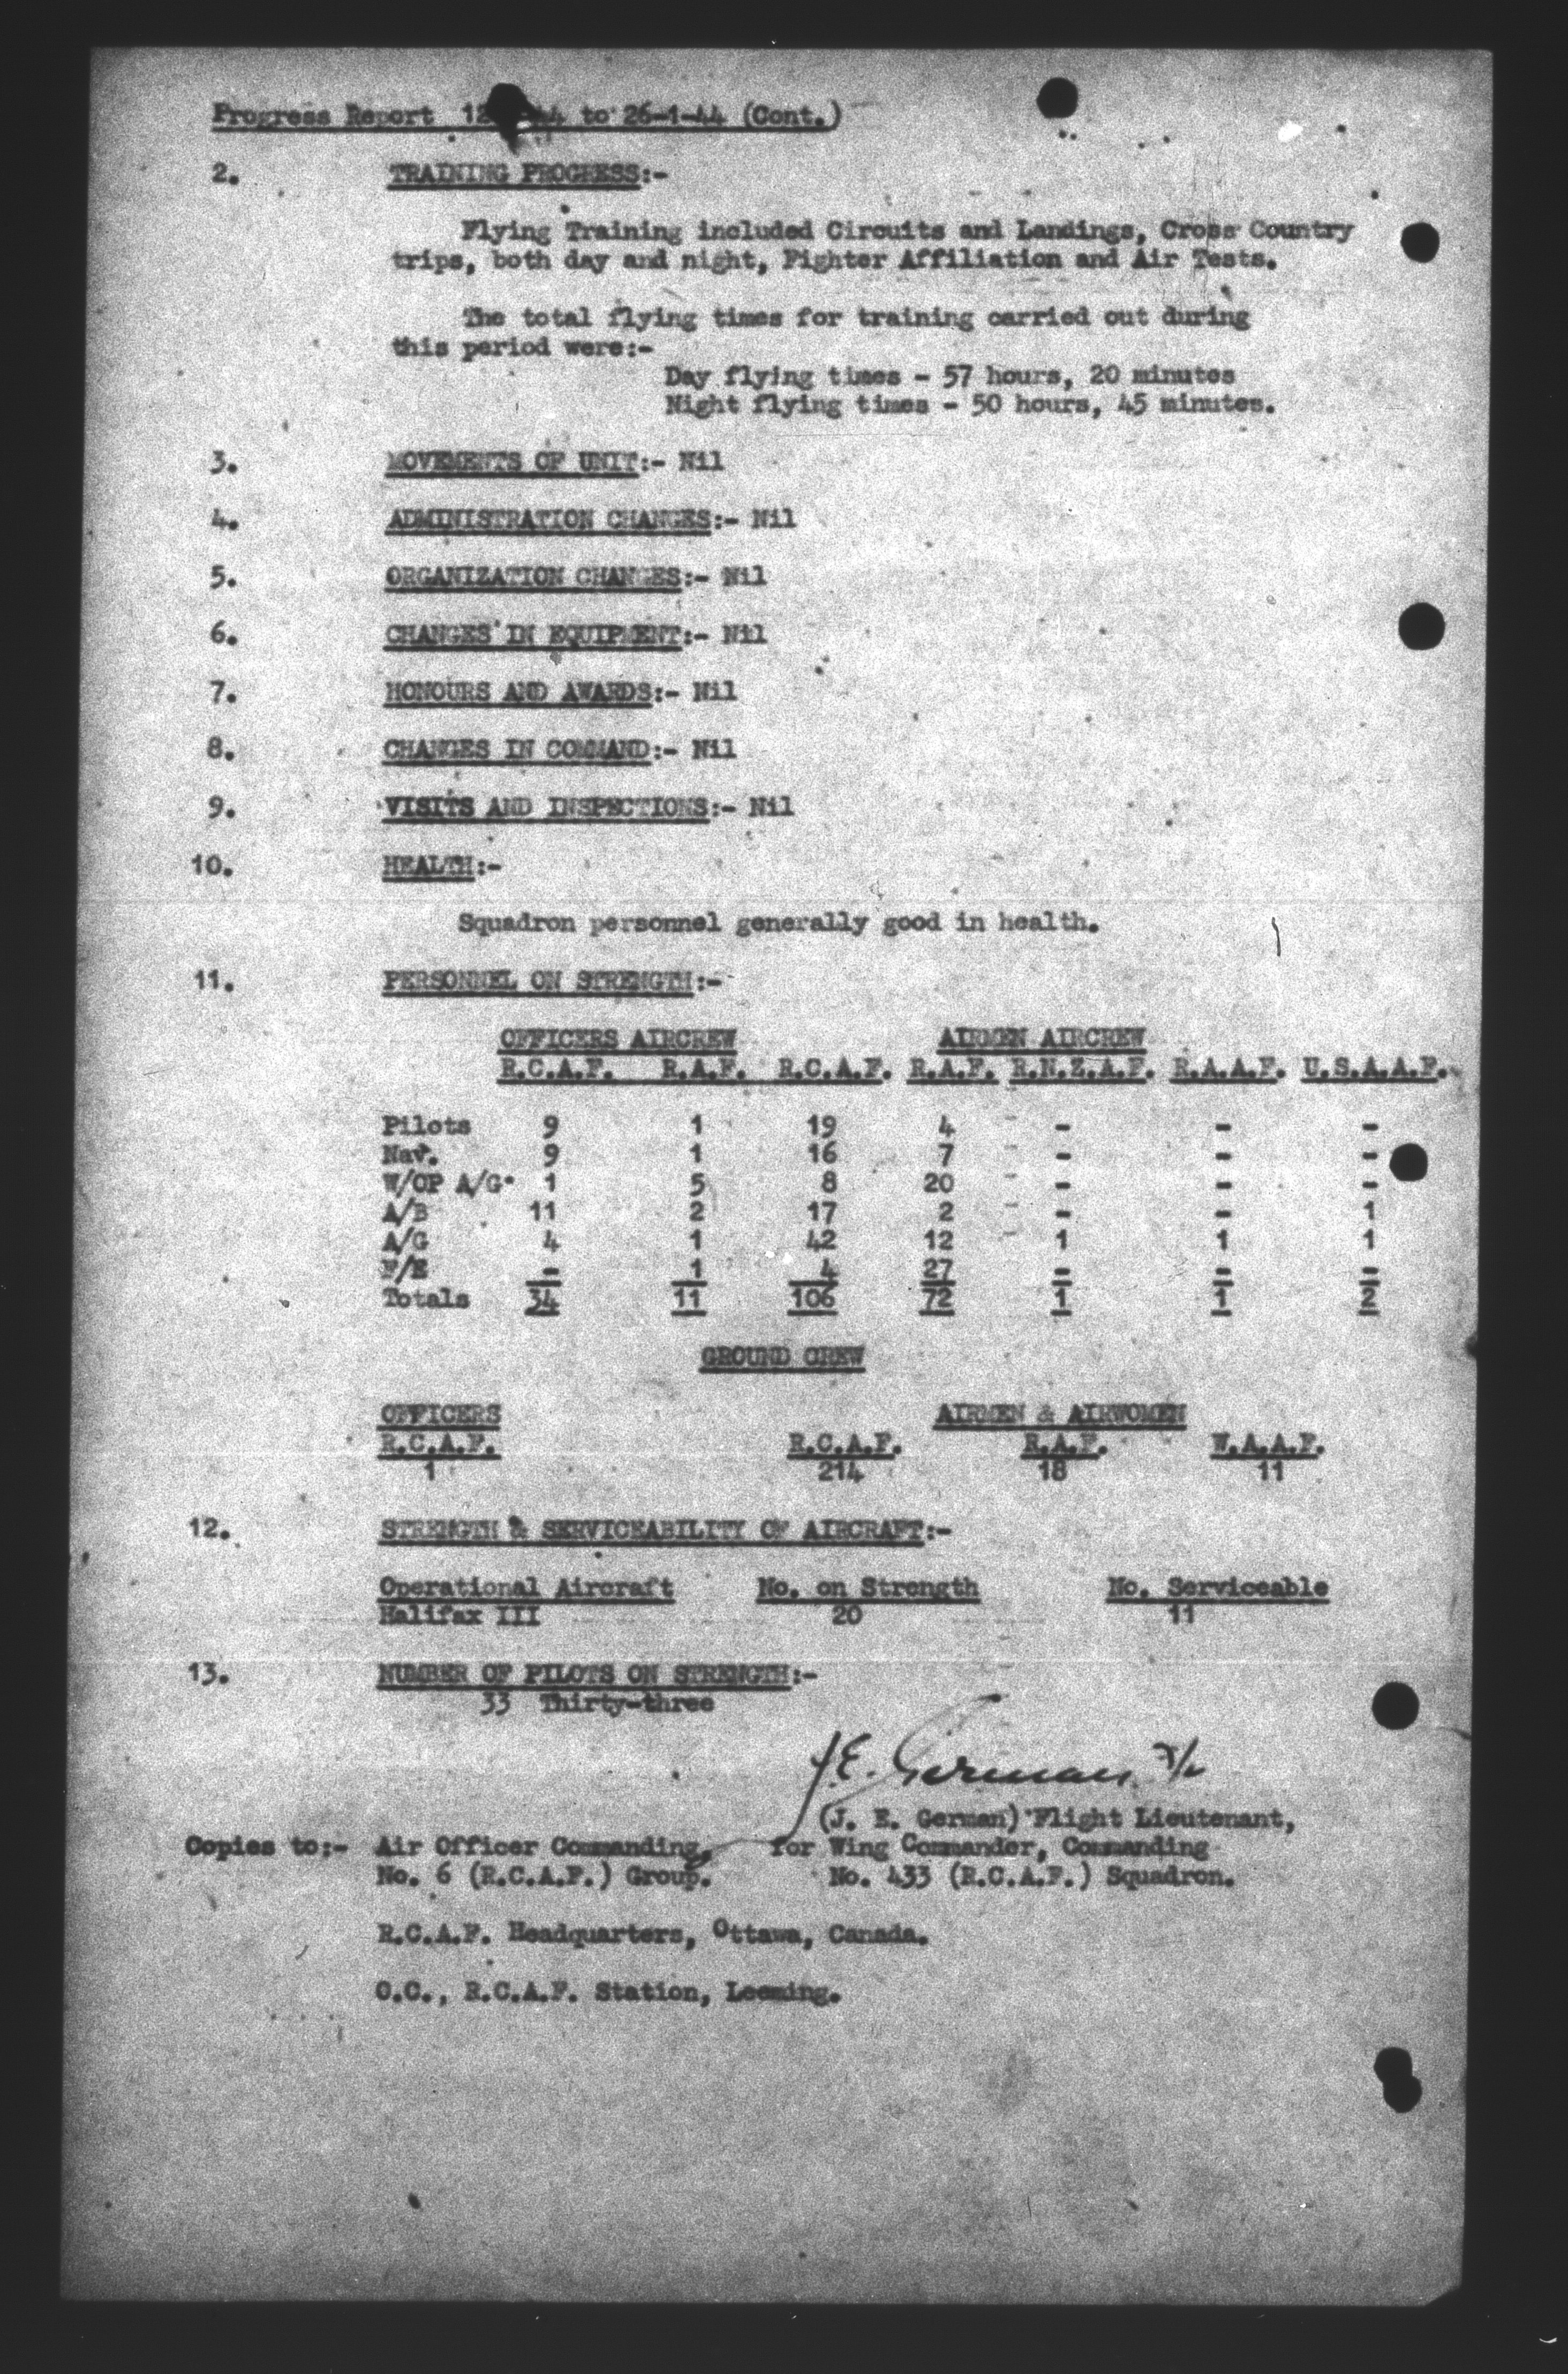 Progress Report 12 44 to 26-1-44 (Cont.)
2. TRAINING PROGRESS:-
Flying Training included Circuits and Landings, Cross Country
trips, both day and night, Fighter Affiliation and Air Tests.
The total flying times for training carried out during
this period were:-
Day flying times - 57 hours, 20 minutes
Night flying times - 50 hours, 45 minutes.
3. MOVEMENTS OF UNIT:- Nil
4. ADMINISTRATION CHANGES:- Nil
5. ORGANIZATION CHANGES:- Nil
6. CHANGES IN EQUIPMENT:- Nil
7. HONOURS AND AWARDS:- Nil
8. CHANGES IN COMMAND:- Nil
9. VISITS AND INSPECTIONS:- Nil
10. HEALTH:-
Squadron personnel generally good in health.
11. PERSONNEL ON STRENGTH:-
OFFICERS AIRCREW AIRMEN AIRCREW
R.C.A.F. R.A.F. R.C.A.F. R.A.F. R.N.Z.A.F. R.A.A.F. U.S.A.A.F.
Pilots 9 1 19 4 - - -
Nav. 9 1 16 7 - - -
W/OP A/G 1 5 8 20 - - -
A/B 11 2 17 2 - - 1
A/G 4 1 42 12 1 1 1
F/E - 1 4 27 - - -
Totals 34 11 106 72 1 1 2
GROUND CREW
OFFICERS AIRMEN & AIRWOMEN
R.C.A.F. R.C.A.F. R.A.F. W.A.A.F.
1 214 18 11
12. STRENGTH & SERVICEABILITY OF AIRCRAFT:-
Operational Aircraft No. on Strength No. Serviceable
Halifax III 20 11
13. NUMBER OF PILOTS ON STRENGTH:-
33 Thirty-three
J.E. German F/L
(J. E. German) Flight Lieutenant,
Copies to:- Air Officer Commanding, for Wing Commander, Commanding
No. 6 (R.C.A.F.) Group. No. 433 (R.C.A.F.) Squadron.
R.C.A.F. Headquarters, Ottawa, Canada.
O.C., R.C.A.F. Station, Leeming.